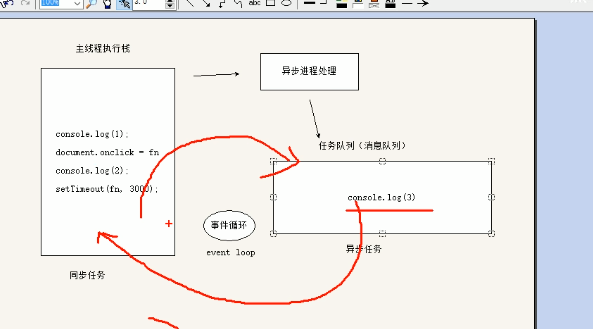 100%
abc
3.0
主线程执行栈
异步进程处理
console.log(1);
document.onclick = fn
console.log(2);
setTimeout(fn, 3000);
任务队列（消息队列）
console.log(3)
事件循环
event loop
异步任务
同步任务